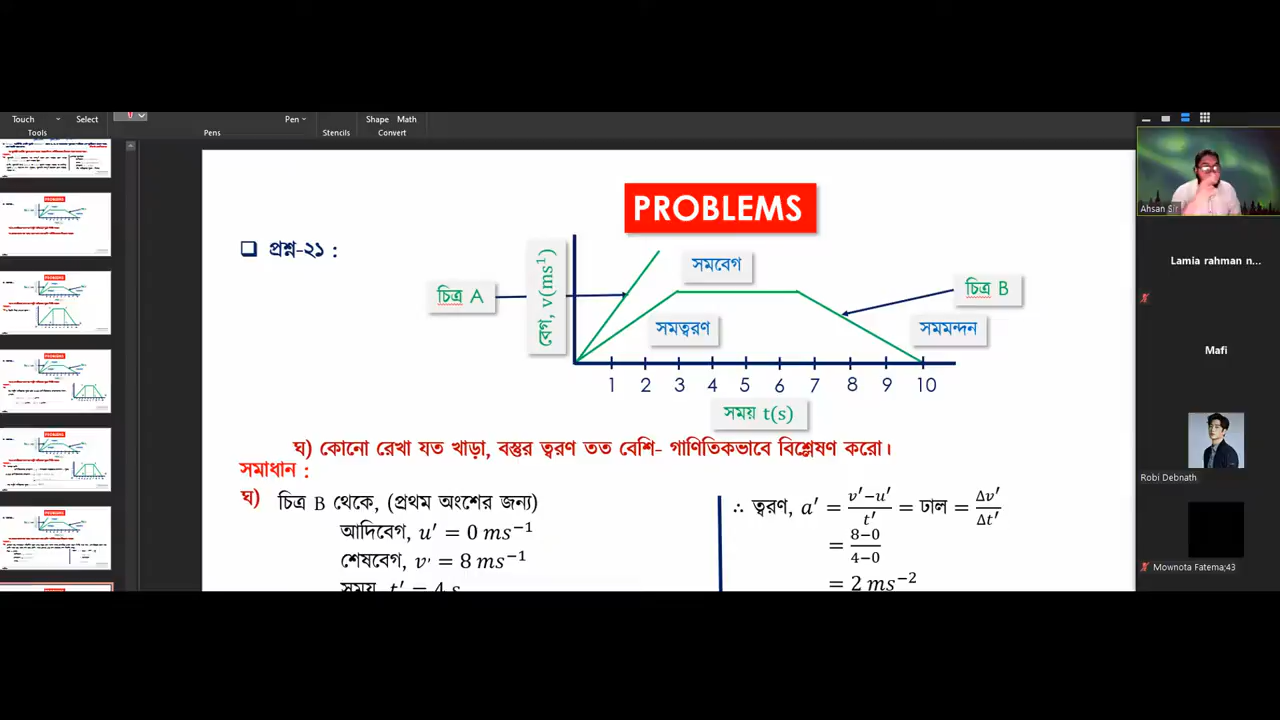 Touch
Select
Pen
Shape Math
Tools
Pens
Stencils
Convert
PROBLEMS
❑ প্রশ্ন-২১ :
চিত্র A
বেগ, v(ms¹)
সমবেগ
চিত্র B
সমত্বরণ
সমমন্দন
1 2 3 4 5 6 7 8 9 10
সময় t(s)
ঘ) কোনো রেখা যত খাড়া, বস্তুর ত্বরণ তত বেশি- গাণিতিকভাবে বিশ্লেষণ করো।
সমাধান :
ঘ) চিত্র B থেকে, (প্রথম অংশের জন্য)
আদিবেগ, u′ = 0 ms⁻¹
শেষবেগ, v’ = 8 ms⁻¹
সময়, t′ = 4 s
∴ ত্বরণ, a′ = (v′−u′)/t′ = ঢাল = Δv′/Δt′
= (8−0)/(4−0)
= 2 ms⁻²
Ahsan Sir
Lamia rahman n...
Mafi
Robi Debnath
Mownota Fatema;43